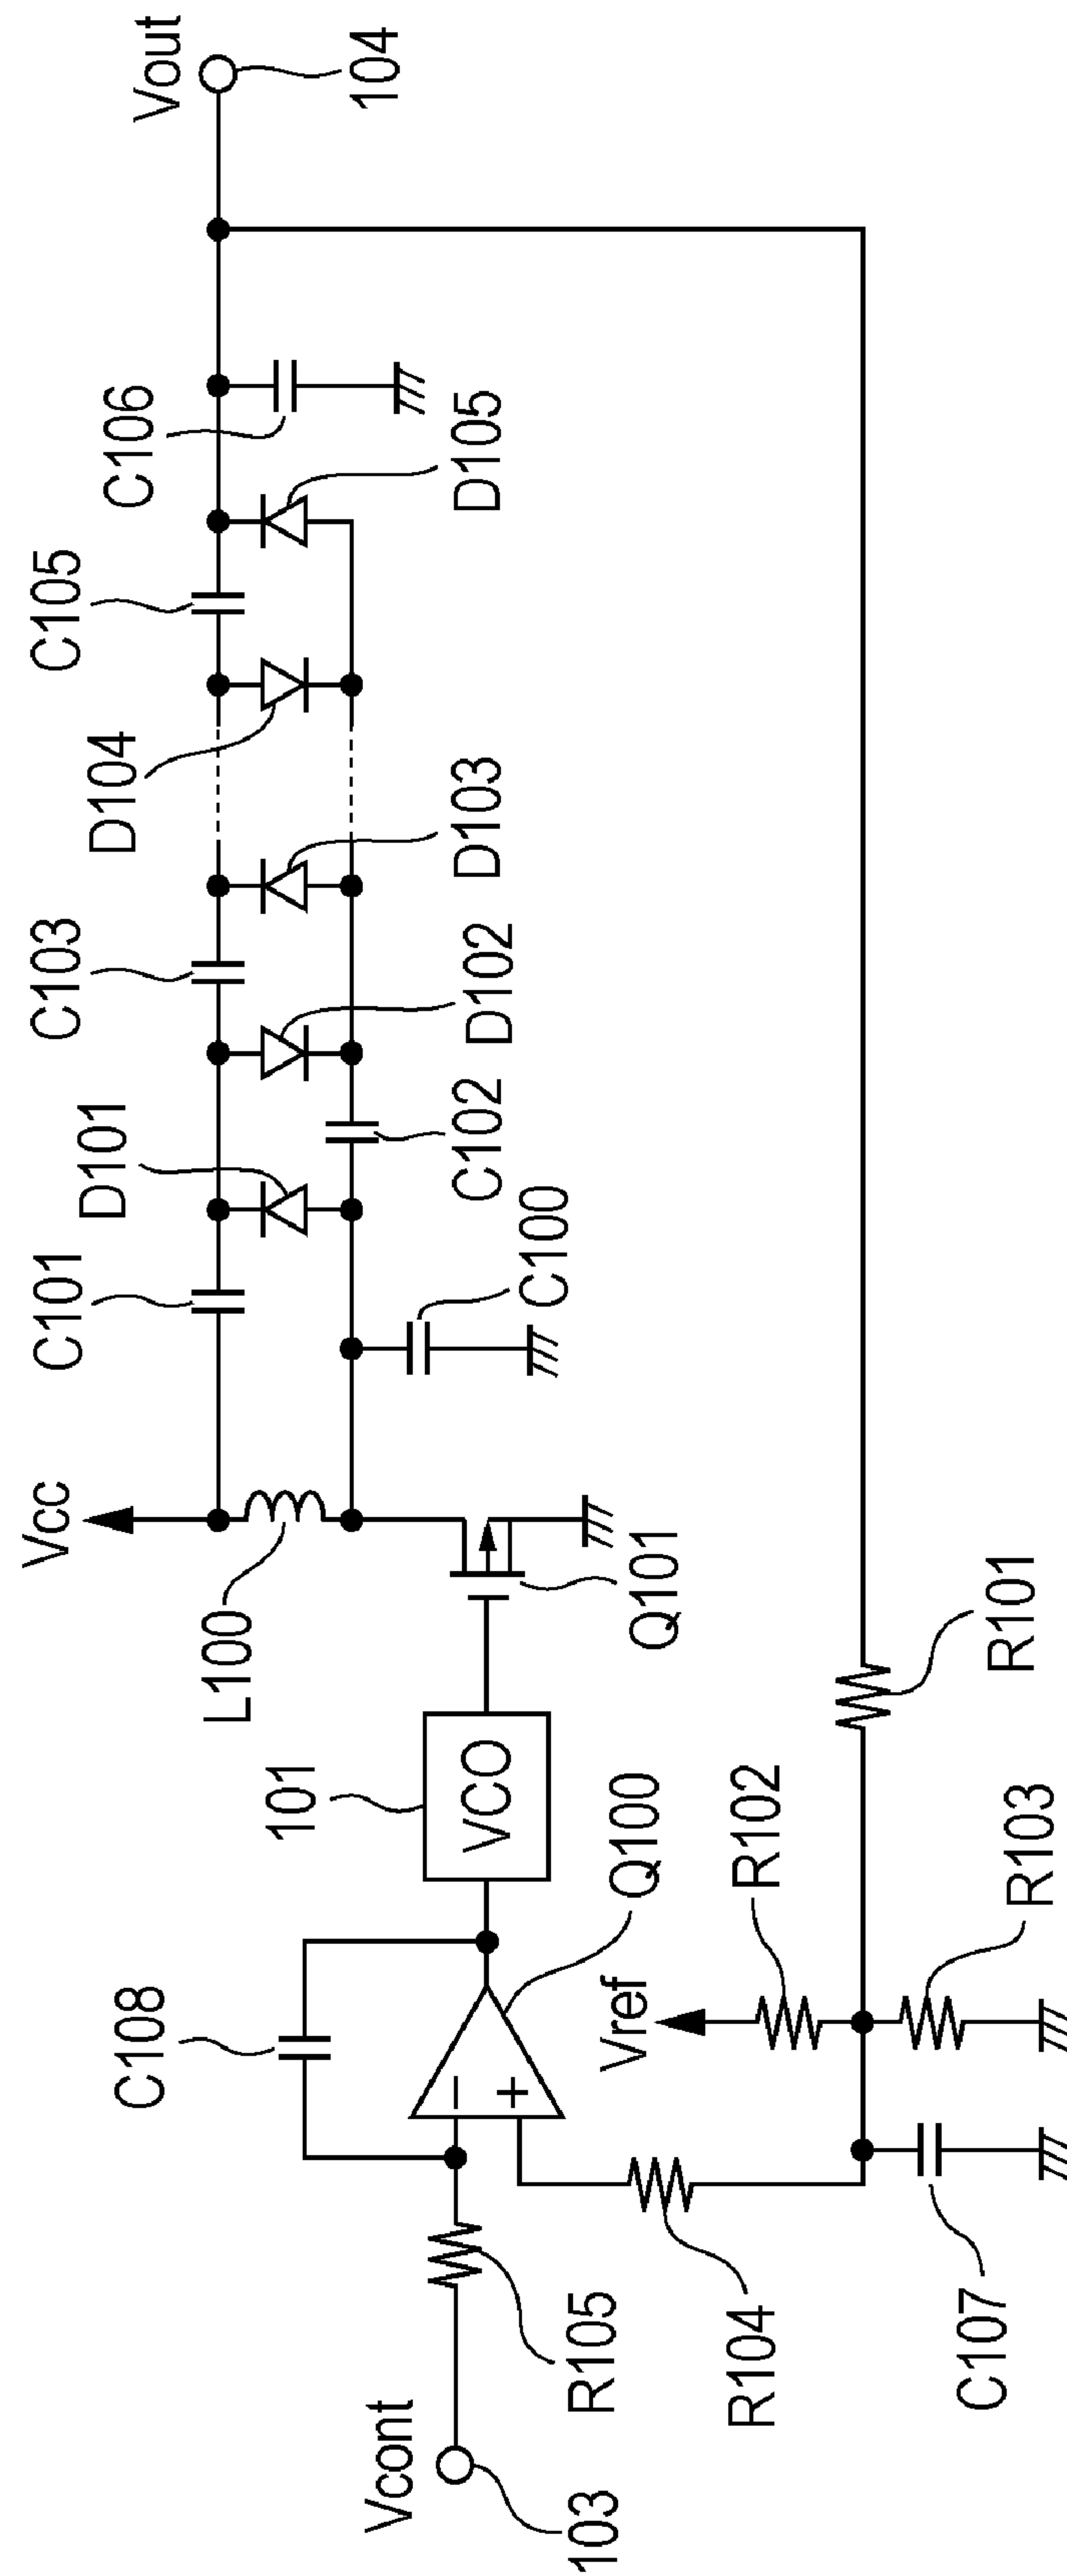 Vcont
103
R105
C108
Q100
R104
C107
Vref
R102
R103
101
VCO
L100
Vcc
Q101
R101
C101
C100
D101
C102
D102
C103
D103
D104
C105
D105
C106
Vout
104
−
+